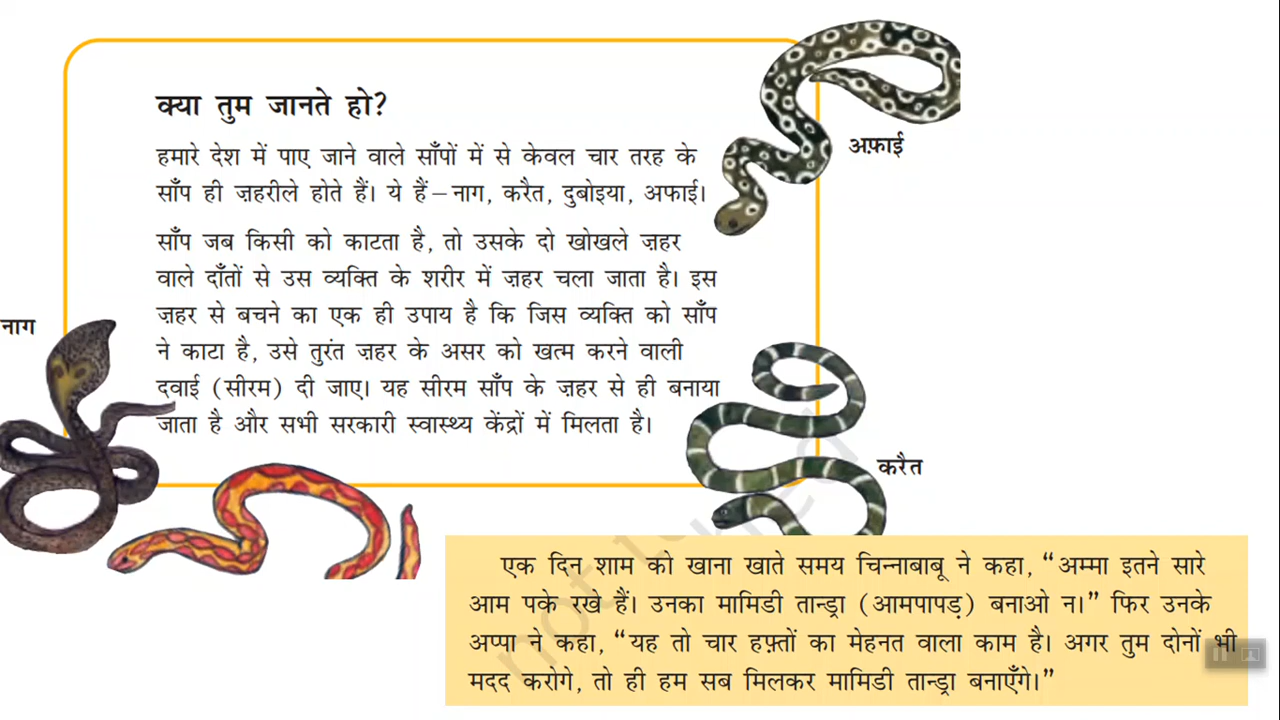 क्या तुम जानते हो?
हमारे देश में पाए जाने वाले साँपों में से केवल चार तरह के
साँप ही ज़हरीले होते हैं। ये हैं – नाग, करैत, दुबोइया, अफाई।
साँप जब किसी को काटता है, तो उसके दो खोखले ज़हर
वाले दाँतों से उस व्यक्ति के शरीर में ज़हर चला जाता है। इस
ज़हर से बचने का एक ही उपाय है कि जिस व्यक्ति को साँप
ने काटा है, उसे तुरंत ज़हर के असर को खत्म करने वाली
दवाई (सीरम) दी जाए। यह सीरम साँप के ज़हर से ही बनाया
जाता है और सभी सरकारी स्वास्थ्य केंद्रों में मिलता है।
अफ़ाई
नाग
करैत
एक दिन शाम को खाना खाते समय चिन्नाबाबू ने कहा, “अम्मा इतने सारे
आम पके रखे हैं। उनका मामिडी तान्ड्रा (आमपापड़) बनाओ न।” फिर उनके
अप्पा ने कहा, “यह तो चार हफ़्तों का मेहनत वाला काम है। अगर तुम दोनों भी
मदद करोगे, तो ही हम सब मिलकर मामिडी तान्ड्रा बनाएँगे।”